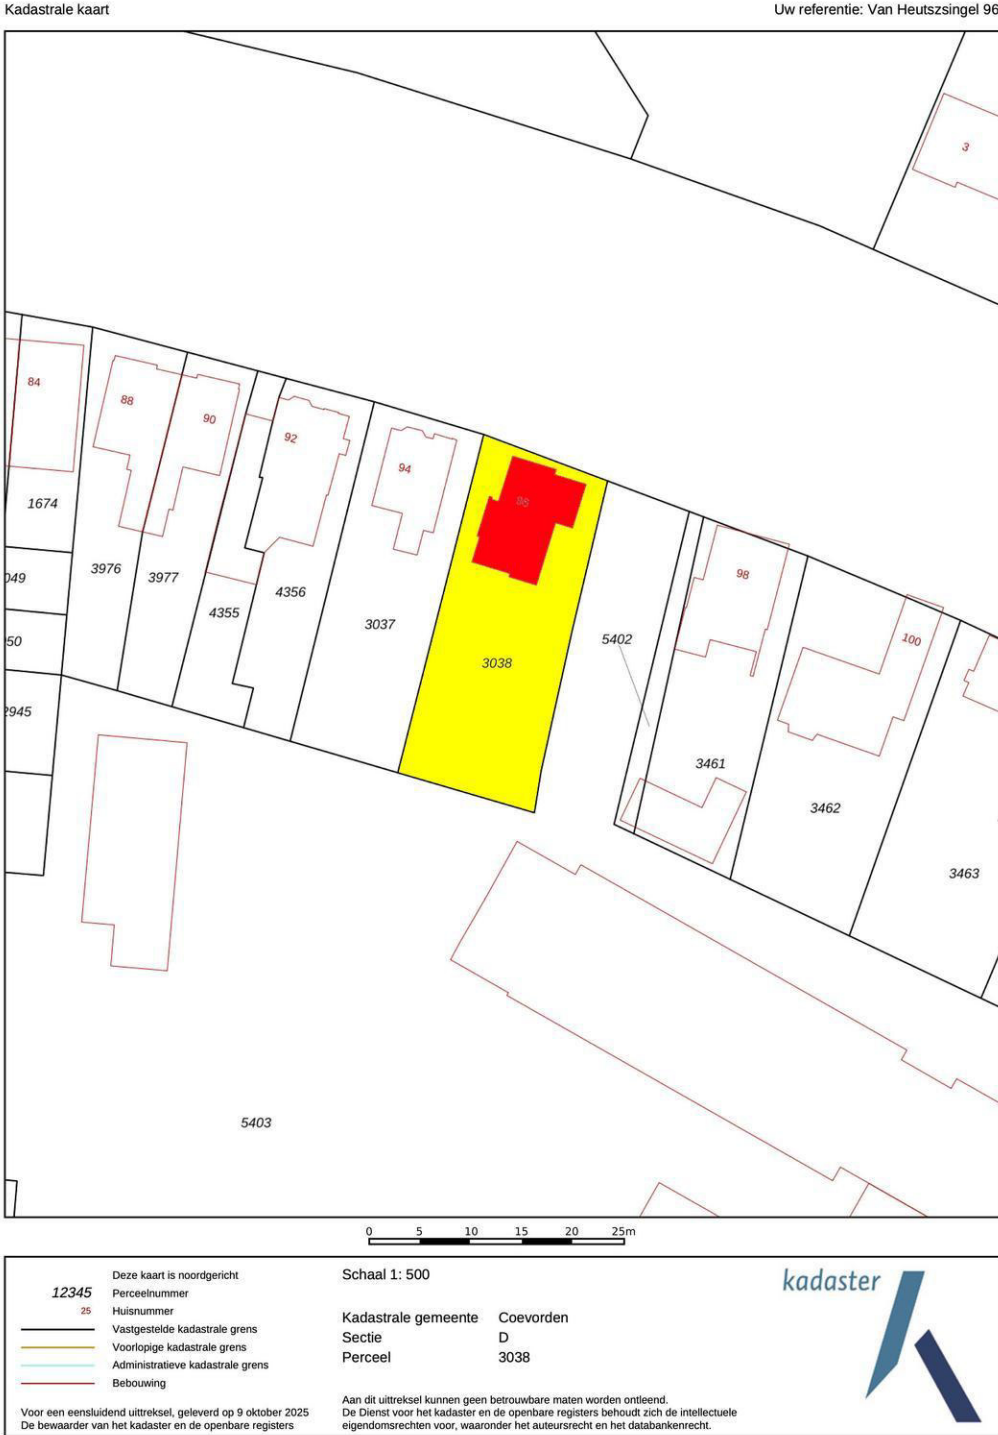 Kadastrale kaart
Uw referentie: Van Heutszsingel 96
3
84
88
90
92
94
96
98
100
1674
049
50
2945
3976
3977
4355
4356
3037
3038
5402
3461
3462
3463
5403
0 5 10 15 20 25m
Deze kaart is noordgericht
12345 Perceelnummer
25 Huisnummer
Vastgestelde kadastrale grens
Voorlopige kadastrale grens
Administratieve kadastrale grens
Bebouwing
Voor een eensluidend uittreksel, geleverd op 9 oktober 2025
De bewaarder van het kadaster en de openbare registers
Schaal 1: 500
Kadastrale gemeente Coevorden
Sectie D
Perceel 3038
Aan dit uittreksel kunnen geen betrouwbare maten worden ontleend.
De Dienst voor het kadaster en de openbare registers behoudt zich de intellectuele
eigendomsrechten voor, waaronder het auteursrecht en het databankenrecht.
kadaster